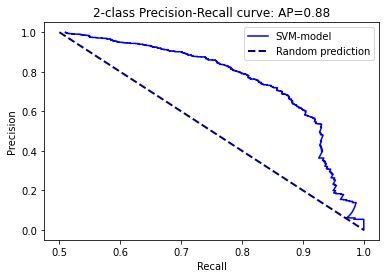 2-class Precision-Recall curve: AP=0.88
SVM-model
Random prediction
Precision
1.0
0.8
0.6
0.4
0.2
0.0
0.5 0.6 0.7 0.8 0.9 1.0
Recall